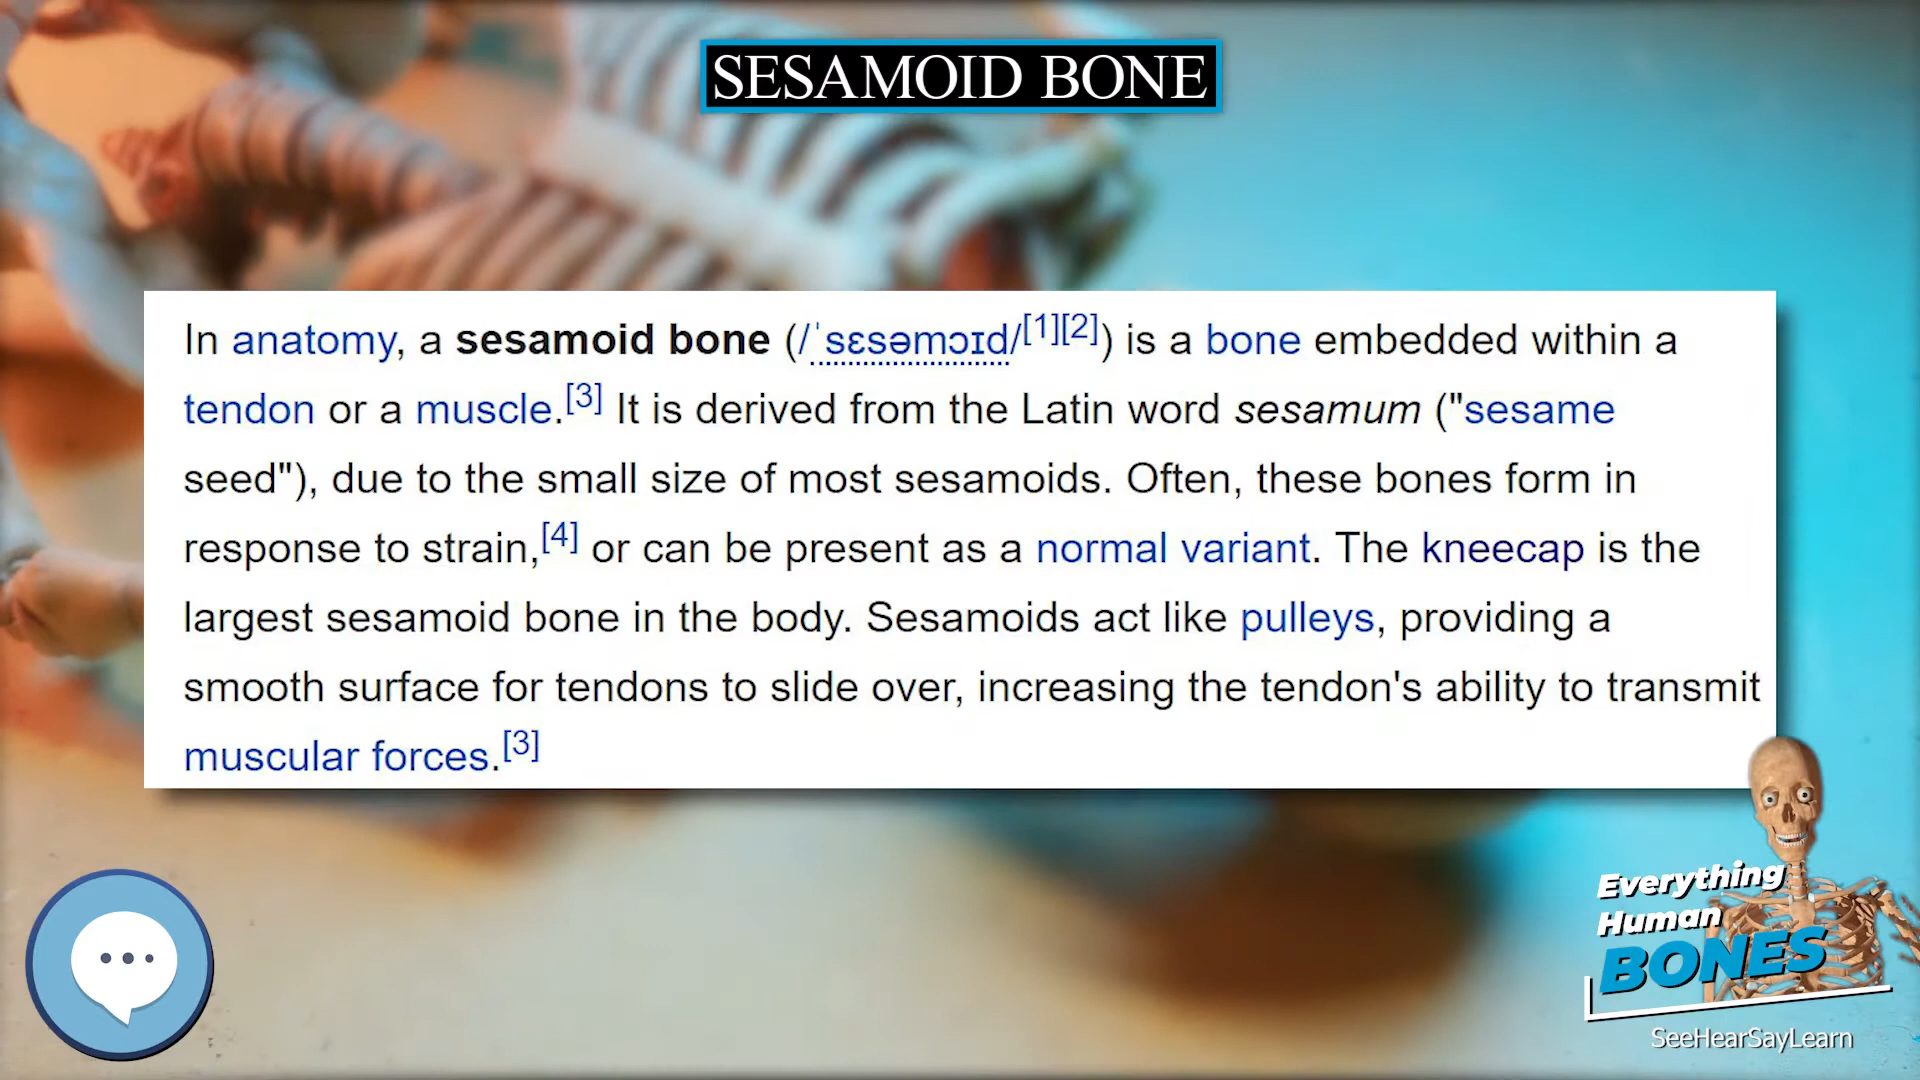 SESAMOID BONE
In anatomy, a sesamoid bone (/ˈsɛsəmɔɪd/[1][2]) is a bone embedded within a
tendon or a muscle.[3] It is derived from the Latin word sesamum ("sesame
seed"), due to the small size of most sesamoids. Often, these bones form in
response to strain,[4] or can be present as a normal variant. The kneecap is the
largest sesamoid bone in the body. Sesamoids act like pulleys, providing a
smooth surface for tendons to slide over, increasing the tendon's ability to transmit
muscular forces.[3]
Everything
Human
BONES
SeeHearSayLearn